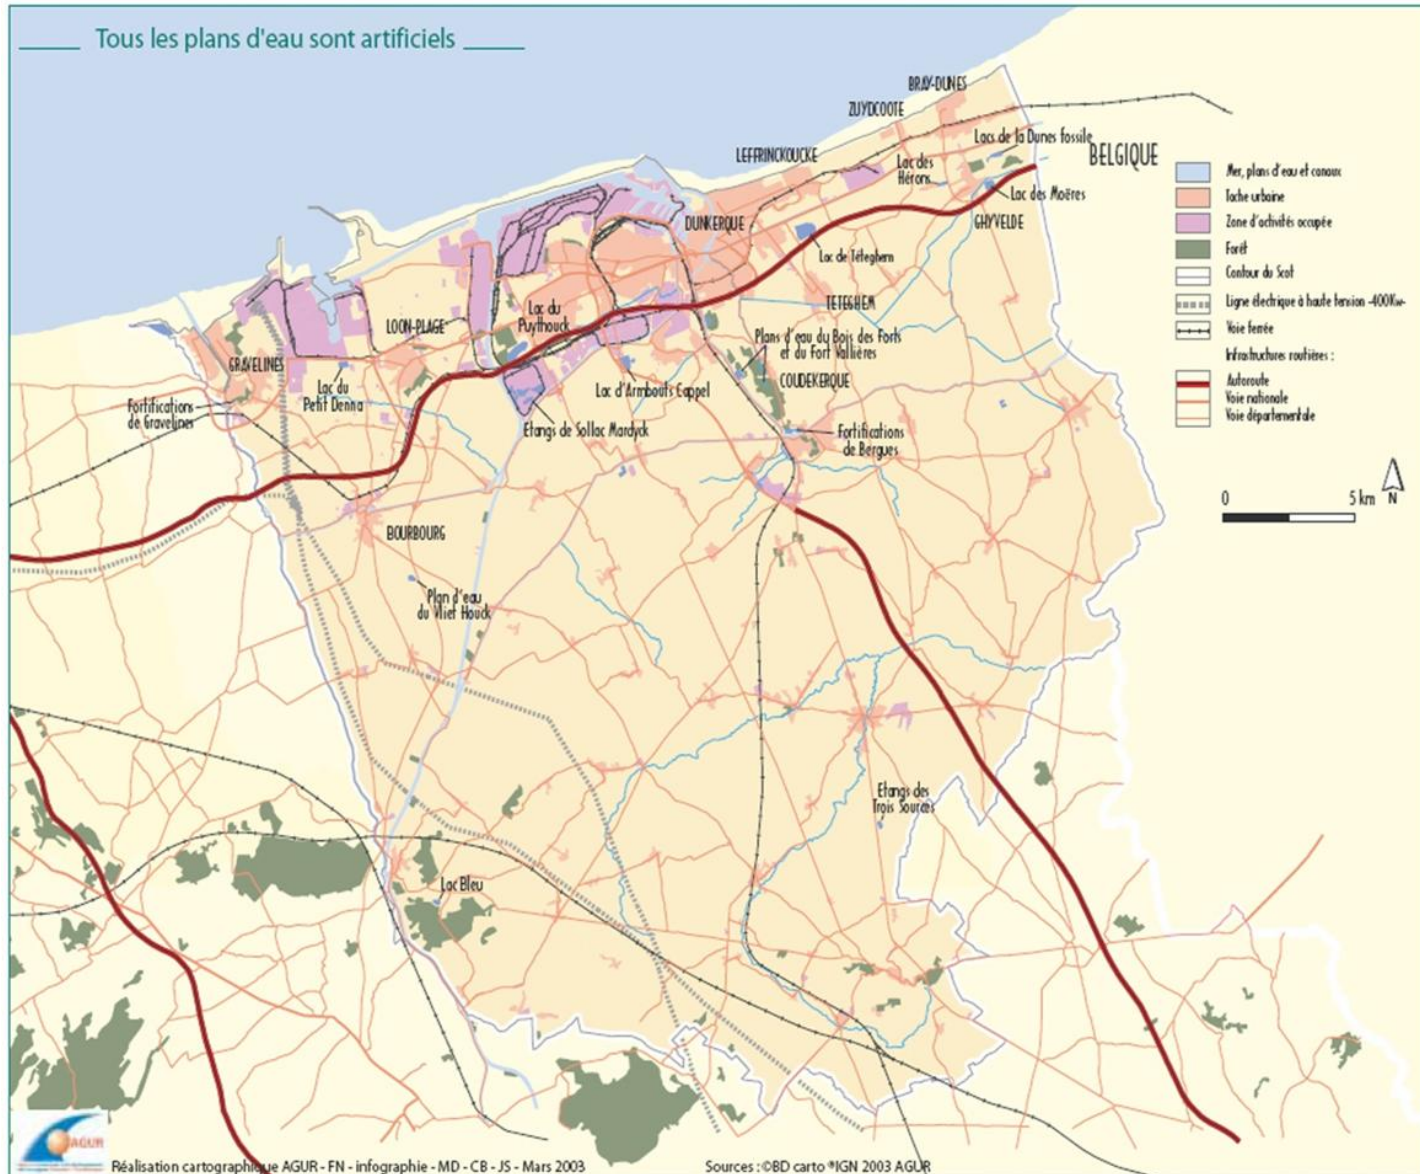 Tous les plans d'eau sont artificiels
BRAY-DUNES
ZUYDCOOTE
Lacs de la Dunes fossile
LEFFRINCKOUCKE
BELGIQUE
Lac des
Hérons
Lac des Moëres
GHYVELDE
DUNKERQUE
Lac de Téteghem
TETEGHEM
Lac du
Puythouck
LOON-PLAGE
Plans d'eau du Bois des Forts
et du Fort Vallières
COUDEKERQUE
GRAVELINES
Lac du
Petit Denna
Lac d'Armbouts Cappel
Fortifications
de Gravelines
Etangs de Sollac Mardyck
Fortifications
de Bergues
BOURBOURG
Plan d'eau
du Vliet Houck
Etangs des
Trois Sources
Lac Bleu
Mer, plans d'eau et canaux
Tache urbaine
Zone d'activités occupée
Forêt
Contour du Scot
Ligne électrique à haute tension -400Kw-
Voie ferrée
Infrastructures routières :
Autoroute
Voie nationale
Voie départementale
0 5 km
N
AGUR
Réalisation cartographique AGUR - FN - infographie - MD - CB - JS - Mars 2003
Sources : ©BD carto ®IGN 2003 AGUR